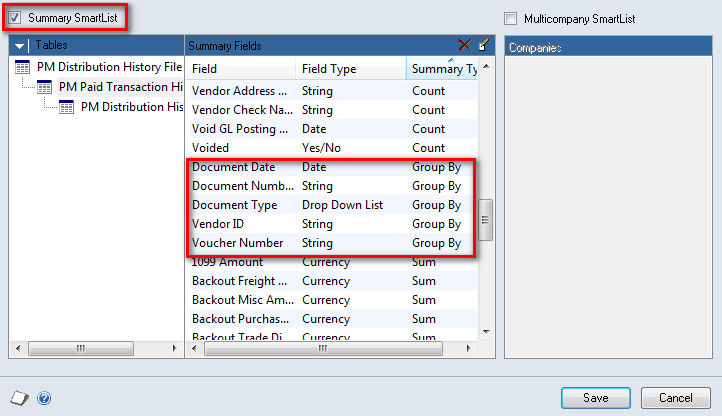 Summary SmartList
Multicompany SmartList
Tables
Summary Fields
Companies
PM Distribution History File
PM Paid Transaction Hi
PM Distribution His
Field Field Type Summary Ty
Vendor Address ... String Count
Vendor Check Na... String Count
Void GL Posting ... Date Count
Voided Yes/No Count
Document Date Date Group By
Document Numb... String Group By
Document Type Drop Down List Group By
Vendor ID String Group By
Voucher Number String Group By
1099 Amount Currency Sum
Backout Freight ... Currency Sum
Backout Misc Am... Currency Sum
Backout Purchas... Currency Sum
Backout Trade Di... Currency Sum
Save
Cancel